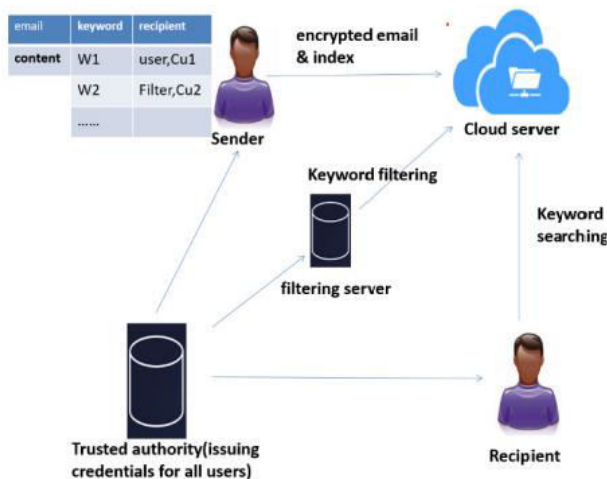 email keyword recipient
content W1 user,Cu1
W2 Filter,Cu2
......
encrypted email
& index
Sender
Cloud server
Keyword filtering
Keyword
searching
filtering server
Trusted authority(issuing
credentials for all users)
Recipient